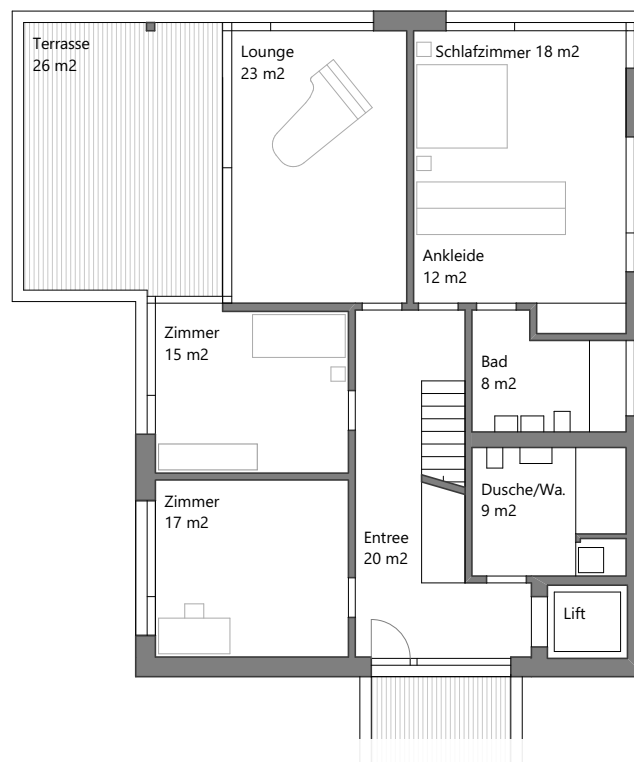 Terrasse
26 m2
Lounge
23 m2
Schlafzimmer 18 m2
Ankleide
12 m2
Zimmer
15 m2
Bad
8 m2
Zimmer
17 m2
Dusche/Wa.
9 m2
Entree
20 m2
Lift